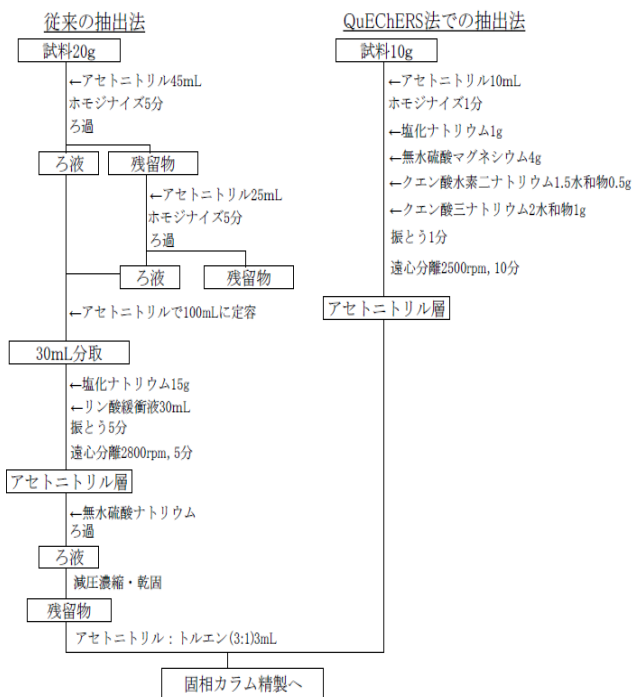 従来の抽出法
試料20g
←アセトニトリル45mL
ホモジナイズ5分
ろ過
ろ液
残留物
←アセトニトリル25mL
ホモジナイズ5分
ろ過
ろ液
残留物
←アセトニトリルで100mLに定容
30mL分取
←塩化ナトリウム15g
←リン酸緩衝液30mL
振とう5分
遠心分離2800rpm,5分
アセトニトリル層
←無水硫酸ナトリウム
ろ過
ろ液
減圧濃縮・乾固
残留物
アセトニトリル：トルエン(3:1)3mL
QuEChERS法での抽出法
試料10g
←アセトニトリル10mL
ホモジナイズ1分
←塩化ナトリウム1g
←無水硫酸マグネシウム4g
←クエン酸水素二ナトリウム1.5水和物0.5g
←クエン酸三ナトリウム2水和物1g
振とう1分
遠心分離2500rpm,10分
アセトニトリル層
固相カラム精製へ